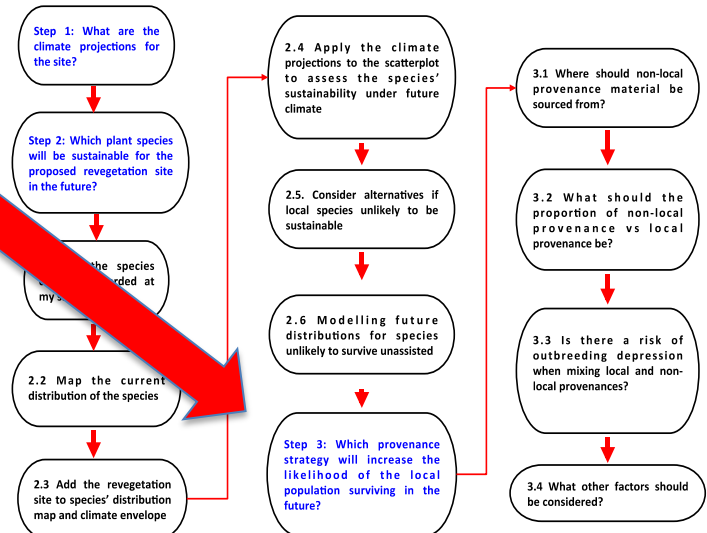 Step 1: What are the
climate projections for
the site?
Step 2: Which plant species
will be sustainable for the
proposed revegetation site
in the future?
the species
at
my
2.2 Map the current
distribution of the species
2.3 Add the revegetation
site to species’ distribution
map and climate envelope
2.4 Apply the climate
projections to the scatterplot
to assess the species’
sustainability under future
climate
2.5. Consider alternatives if
local species unlikely to be
sustainable
2.6 Modelling future
distributions for species
unlikely to survive unassisted
Step 3: Which provenance
strategy will increase the
likelihood of the local
population surviving in the
future?
3.1 Where should non-local
provenance material be
sourced from?
3.2 What should the
proportion of non-local
provenance vs local
provenance be?
3.3 Is there a risk of
outbreeding depression
when mixing local and non-
local provenances?
3.4 What other factors should
be considered?